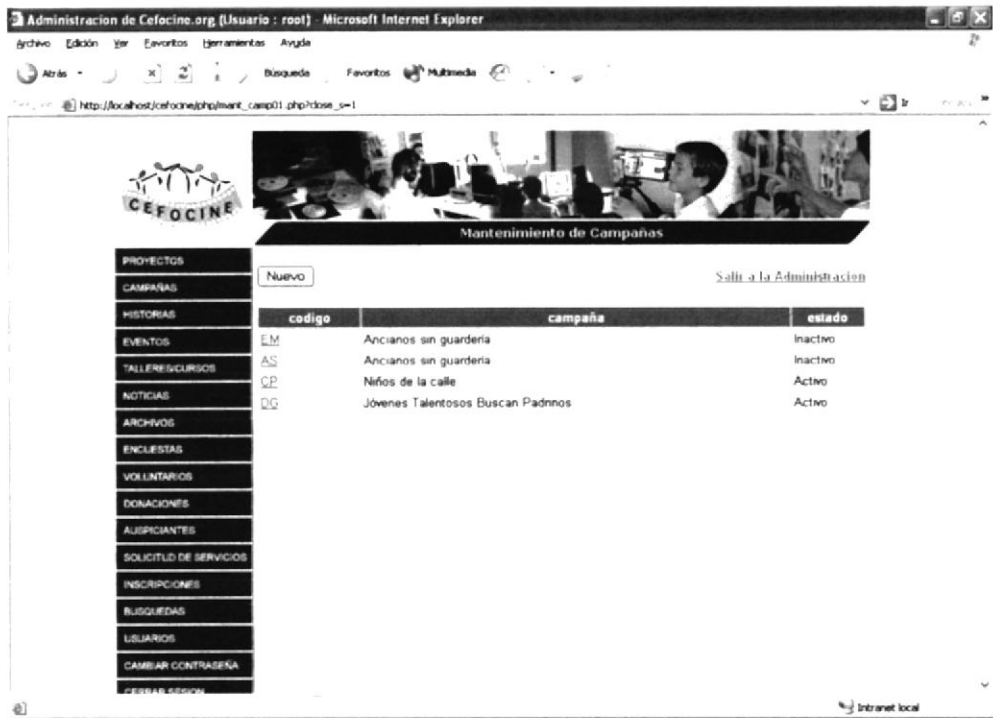 Administracion de Cefocine.org (Usuario : root) - Microsoft Internet Explorer
Archivo Edición Ver Favoritos Herramientas Ayuda
Atrás Búsqueda Favoritos Multimedia
http://localhost/cefocine/php/mant_camp01.php?close_s=1 Ir
CEFOCINE
Mantenimiento de Campañas
PROYECTOS
CAMPAÑAS
HISTORIAS
EVENTOS
TALLERES/CURSOS
NOTICIAS
ARCHIVOS
ENCUESTAS
VOLUNTARIOS
DONACIONES
AUSPICIANTES
SOLICITUD DE SERVICIOS
INSCRIPCIONES
BUSQUEDAS
USUARIOS
CAMBIAR CONTRASEÑA
CERRAR SESION
Nuevo Salir a la Administracion
codigo campaña estado
EM Ancianos sin guarderia Inactivo
AS Ancianos sin guarderia Inactivo
CP Niños de la calle Activo
DG Jóvenes Talentosos Buscan Padrinos Activo
Intranet local